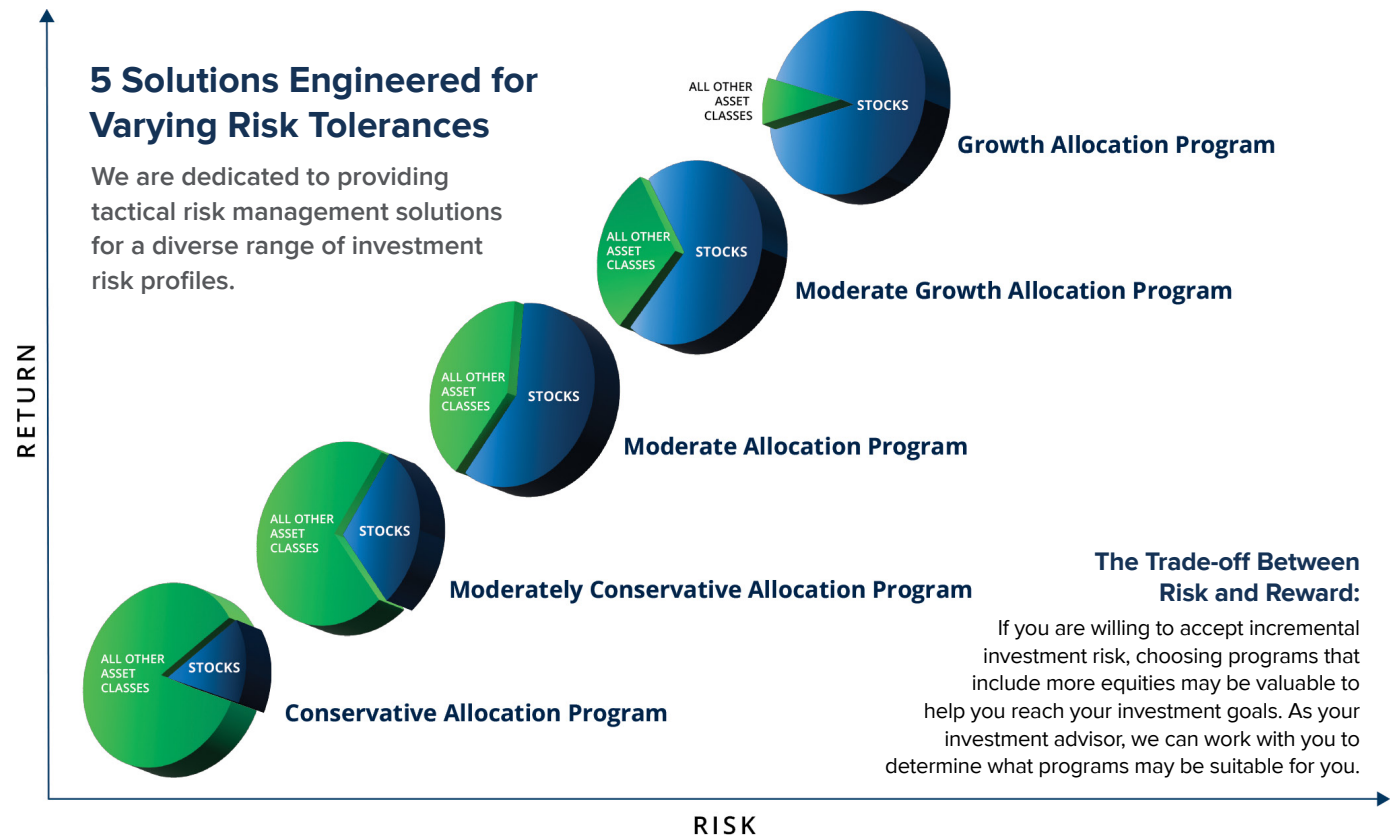 5 Solutions Engineered for
Varying Risk Tolerances
We are dedicated to providing
tactical risk management solutions
for a diverse range of investment
risk profiles.
ALL OTHER
ASSET
CLASSES
STOCKS
Growth Allocation Program
ALL OTHER
ASSET
CLASSES
STOCKS
Moderate Growth Allocation Program
ALL OTHER
ASSET
CLASSES
STOCKS
Moderate Allocation Program
ALL OTHER
ASSET
CLASSES
STOCKS
Moderately Conservative Allocation Program
ALL OTHER
ASSET
CLASSES
STOCKS
Conservative Allocation Program
The Trade-off Between
Risk and Reward:
If you are willing to accept incremental
investment risk, choosing programs that
include more equities may be valuable to
help you reach your investment goals. As your
investment advisor, we can work with you to
determine what programs may be suitable for you.
RETURN
RISK